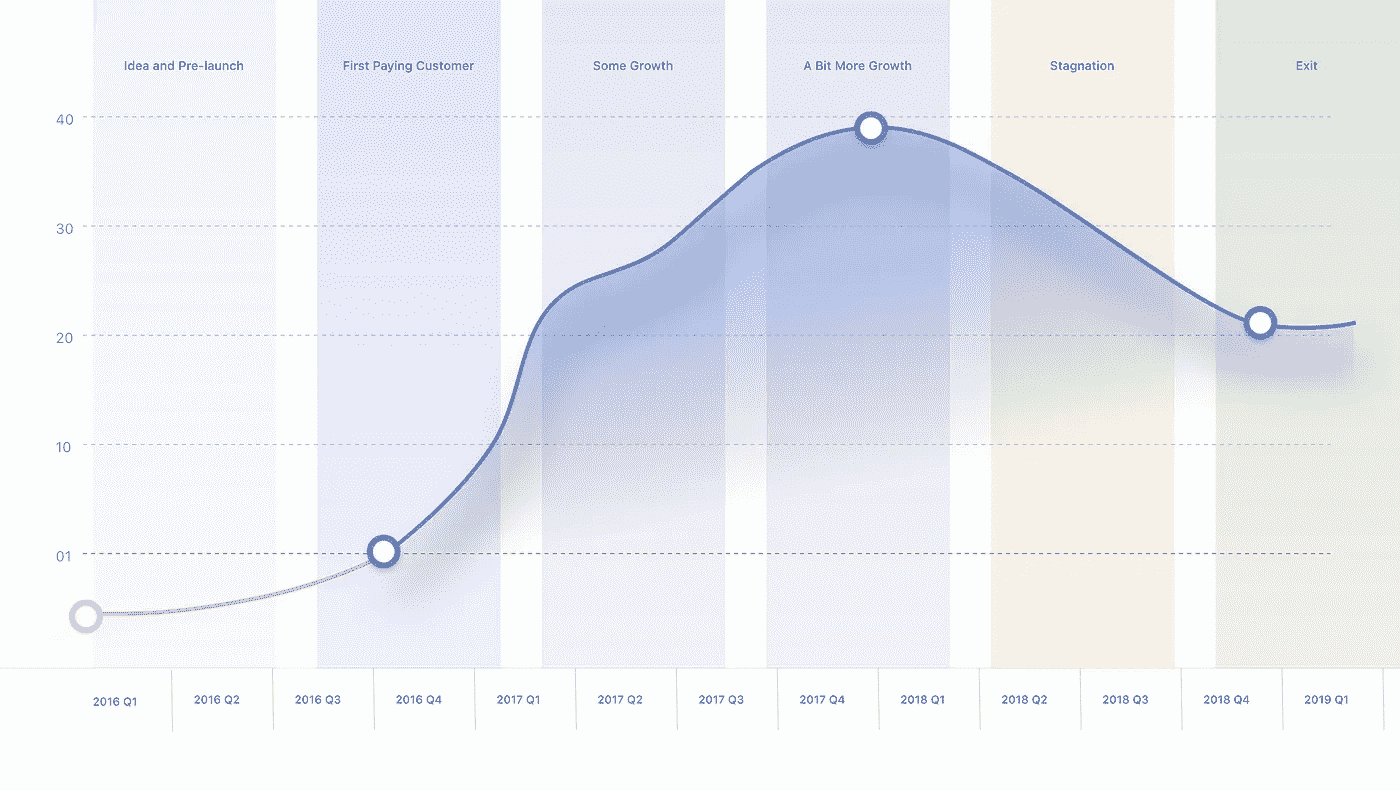 Idea and Pre-launch
First Paying Customer
Some Growth
A Bit More Growth
Stagnation
Exit
40
30
20
10
01
2016 Q1
2016 Q2
2016 Q3
2016 Q4
2017 Q1
2017 Q2
2017 Q3
2017 Q4
2018 Q1
2018 Q2
2018 Q3
2018 Q4
2019 Q1